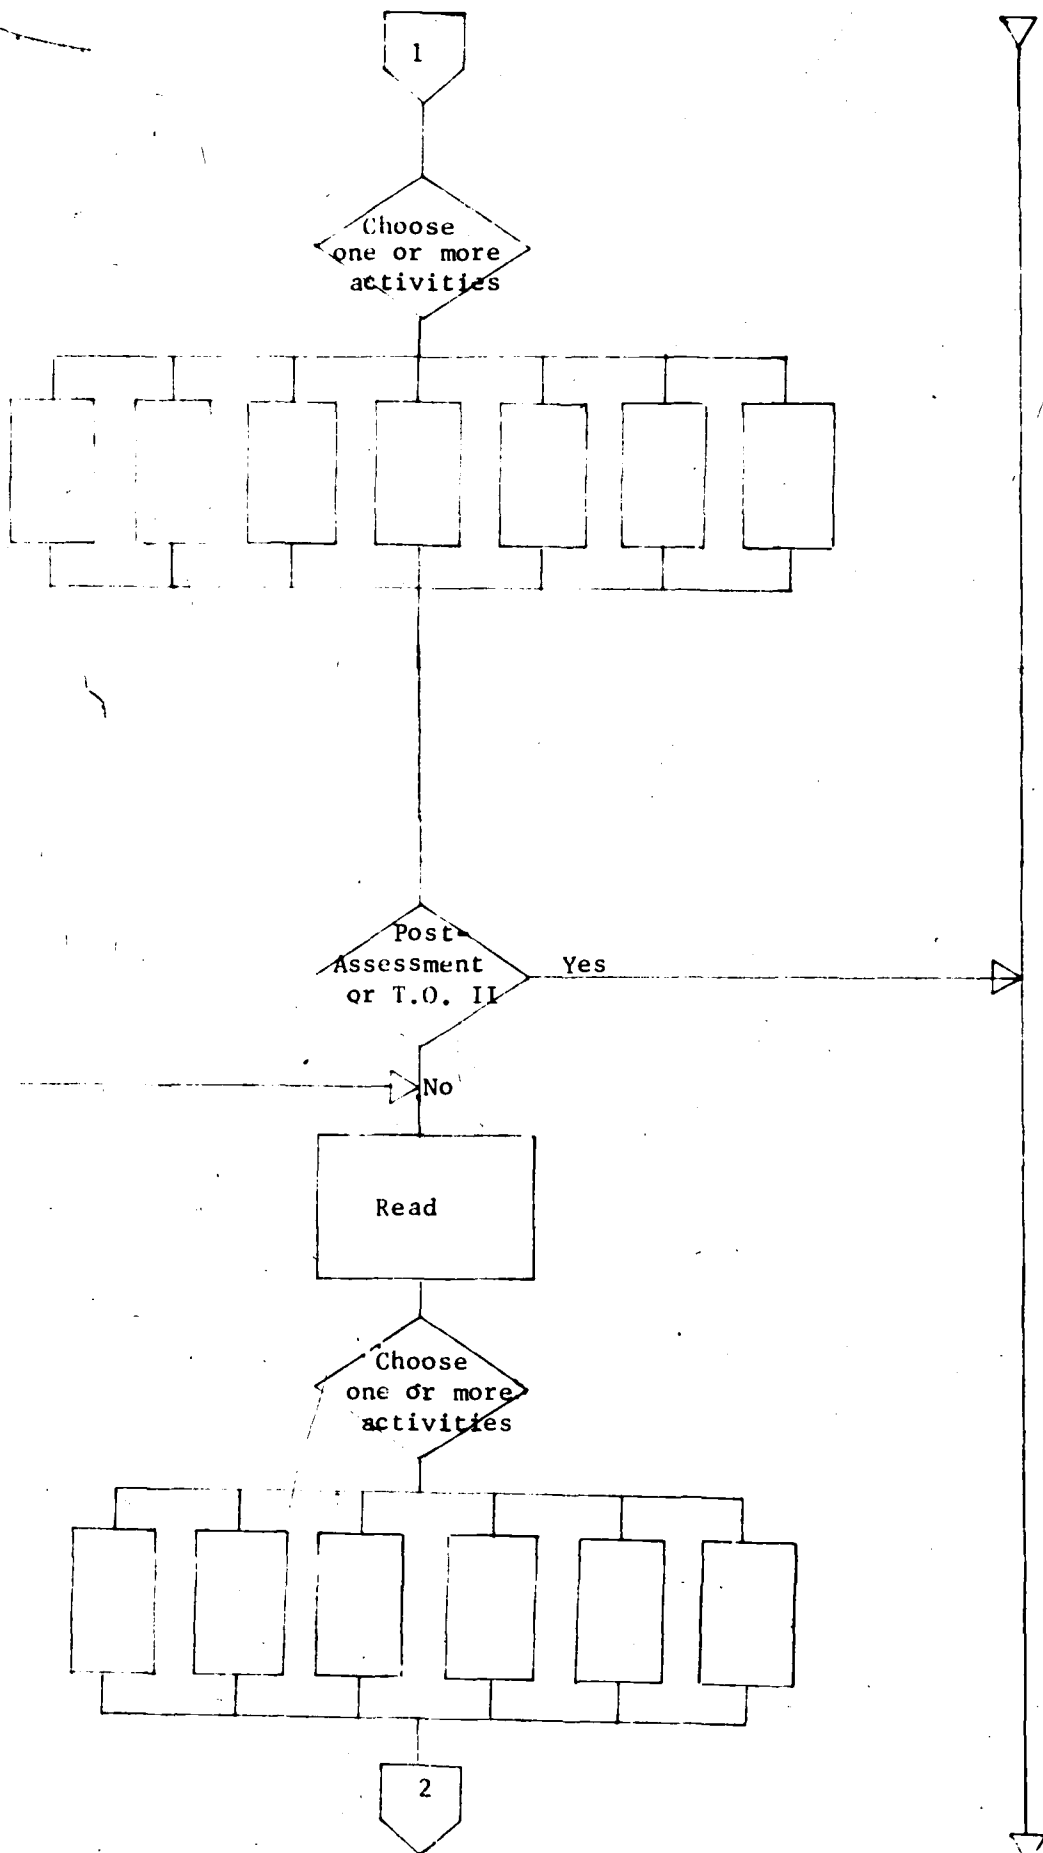 1
Choose
one or more
activities
Post-
Assessment
or T.O. II
Yes
No
Read
Choose
one or more
activities
2